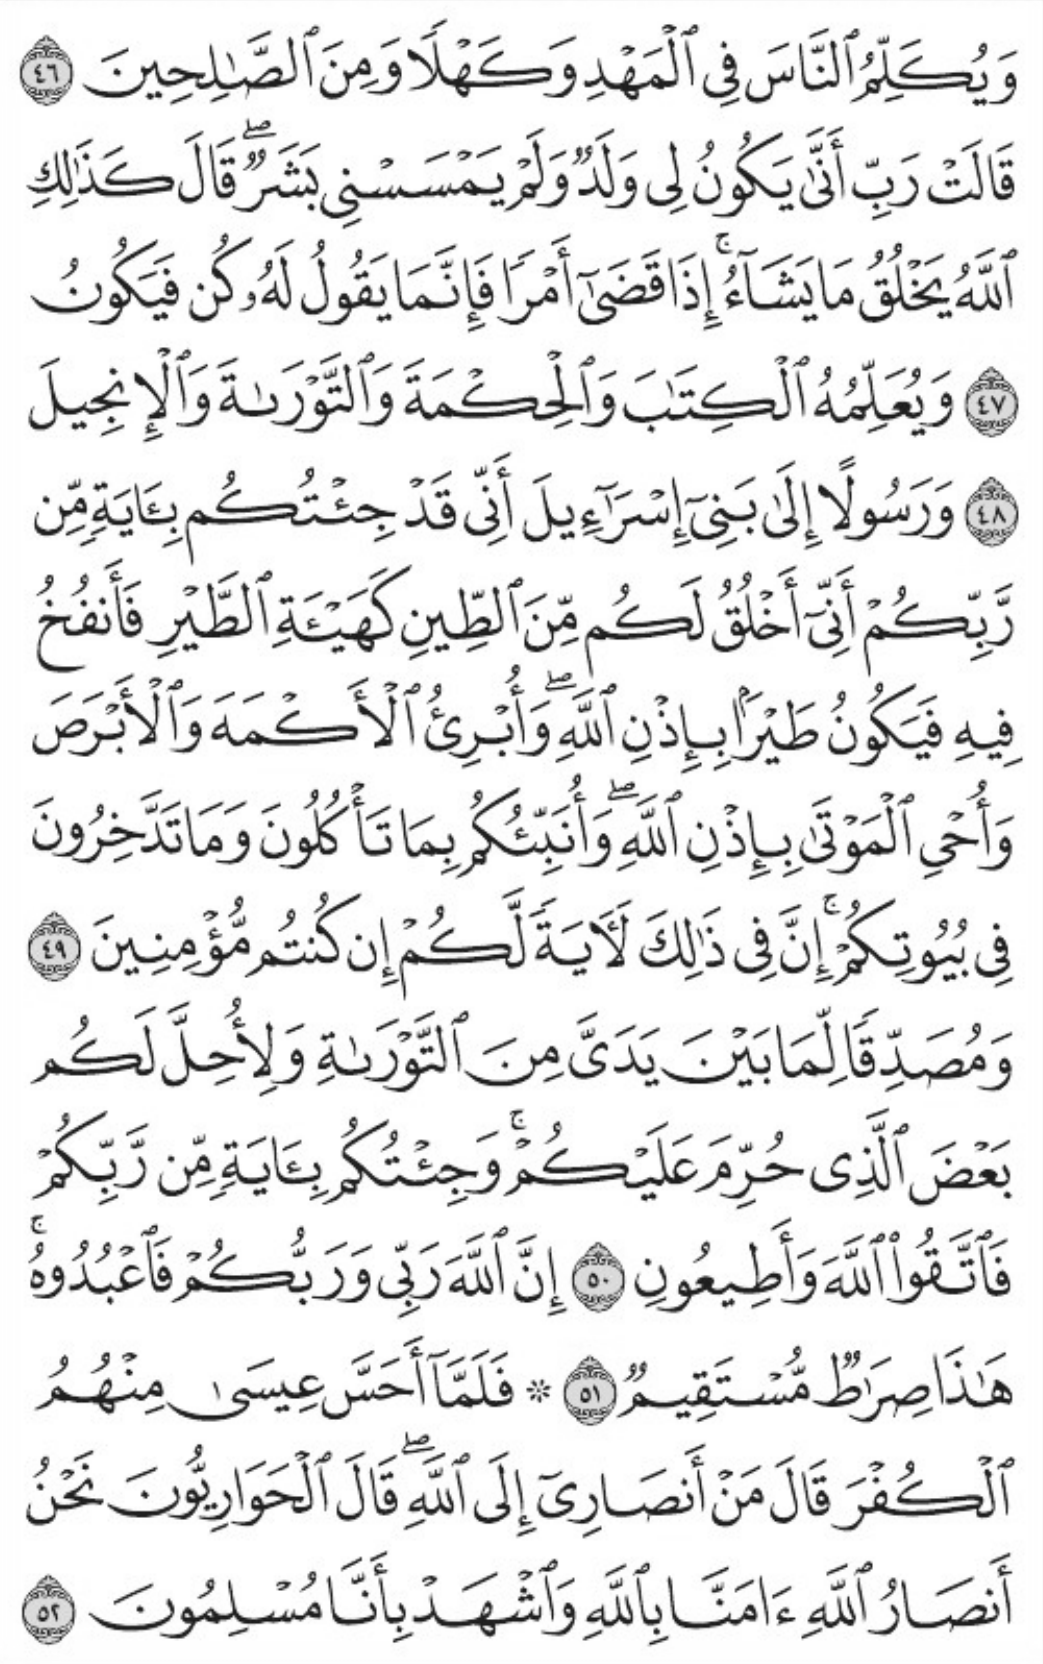 وَيُكَلِّمُ ٱلنَّاسَ فِي ٱلْمَهْدِ وَكَهْلًا وَمِنَ ٱلصَّـٰلِحِينَ ٤٦
قَالَتْ رَبِّ أَنَّىٰ يَكُونُ لِي وَلَدٌ وَلَمْ يَمْسَسْنِي بَشَرٌ ۖ قَالَ كَذَٰلِكِ
ٱللَّهُ يَخْلُقُ مَا يَشَآءُ ۚ إِذَا قَضَىٰٓ أَمْرًا فَإِنَّمَا يَقُولُ لَهُۥ كُن فَيَكُونُ
٤٧ وَيُعَلِّمُهُ ٱلْكِتَـٰبَ وَٱلْحِكْمَةَ وَٱلتَّوْرَىٰةَ وَٱلْإِنجِيلَ
٤٨ وَرَسُولًا إِلَىٰ بَنِىٓ إِسْرَٰٓءِيلَ أَنِّى قَدْ جِئْتُكُم بِـَٔايَةٍ مِّن
رَّبِّكُمْ أَنِّىٓ أَخْلُقُ لَكُم مِّنَ ٱلطِّينِ كَهَيْـَٔةِ ٱلطَّيْرِ فَأَنفُخُ
فِيهِ فَيَكُونُ طَيْرًۢا بِإِذْنِ ٱللَّهِ ۖ وَأُبْرِئُ ٱلْأَكْمَهَ وَٱلْأَبْرَصَ
وَأُحْىِ ٱلْمَوْتَىٰ بِإِذْنِ ٱللَّهِ ۖ وَأُنَبِّئُكُم بِمَا تَأْكُلُونَ وَمَا تَدَّخِرُونَ
فِى بُيُوتِكُمْ ۚ إِنَّ فِى ذَٰلِكَ لَـَٔايَةً لَّكُمْ إِن كُنتُم مُّؤْمِنِينَ ٤٩
وَمُصَدِّقًا لِّمَا بَيْنَ يَدَىَّ مِنَ ٱلتَّوْرَىٰةِ وَلِأُحِلَّ لَكُم
بَعْضَ ٱلَّذِى حُرِّمَ عَلَيْكُمْ ۚ وَجِئْتُكُم بِـَٔايَةٍ مِّن رَّبِّكُمْ
فَٱتَّقُوا۟ ٱللَّهَ وَأَطِيعُونِ ٥٠ إِنَّ ٱللَّهَ رَبِّى وَرَبُّكُمْ فَٱعْبُدُوهُ ۚ
هَـٰذَا صِرَٰطٌ مُّسْتَقِيمٌ ٥١ ۞ فَلَمَّآ أَحَسَّ عِيسَىٰ مِنْهُمُ
ٱلْكُفْرَ قَالَ مَنْ أَنصَارِىٓ إِلَى ٱللَّهِ ۖ قَالَ ٱلْحَوَارِيُّونَ نَحْنُ
أَنصَارُ ٱللَّهِ ءَامَنَّا بِٱللَّهِ وَٱشْهَدْ بِأَنَّا مُسْلِمُونَ ٥٢